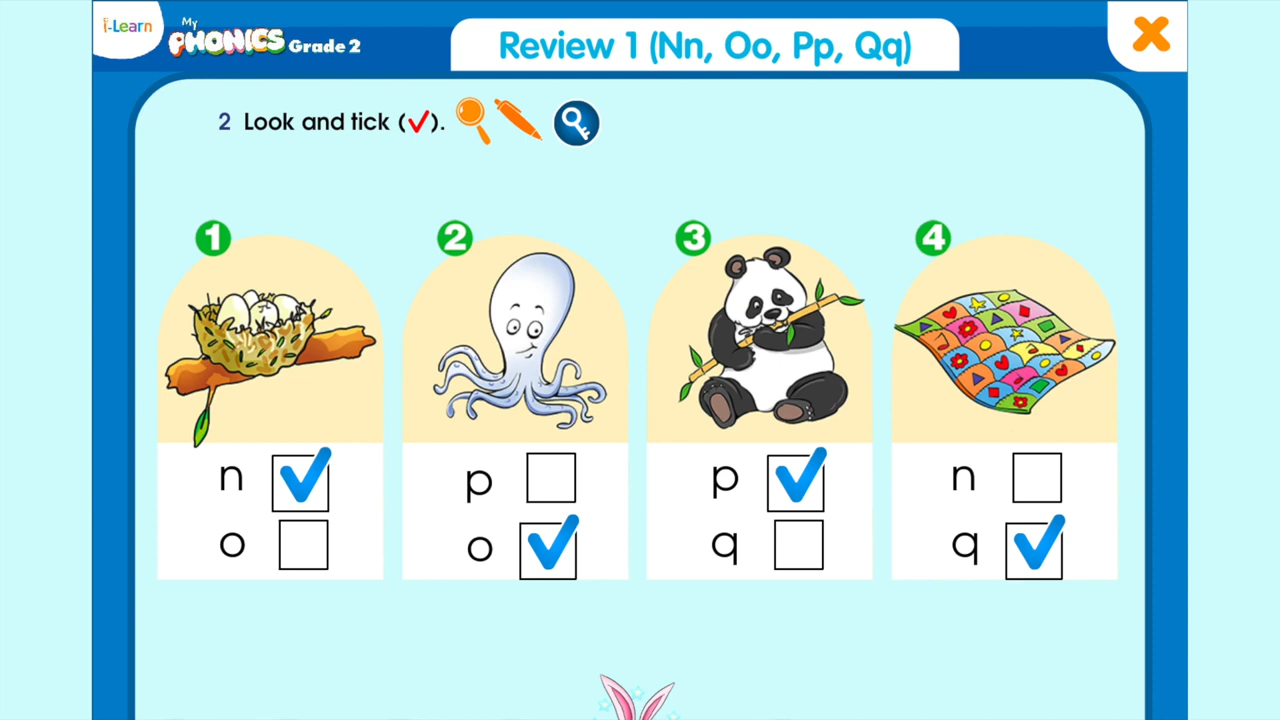 i-Learn
My
PHONICS Grade 2
Review 1 (Nn, Oo, Pp, Qq)
2 Look and tick (✓).
1 2 3 4
n p p n
o o q q